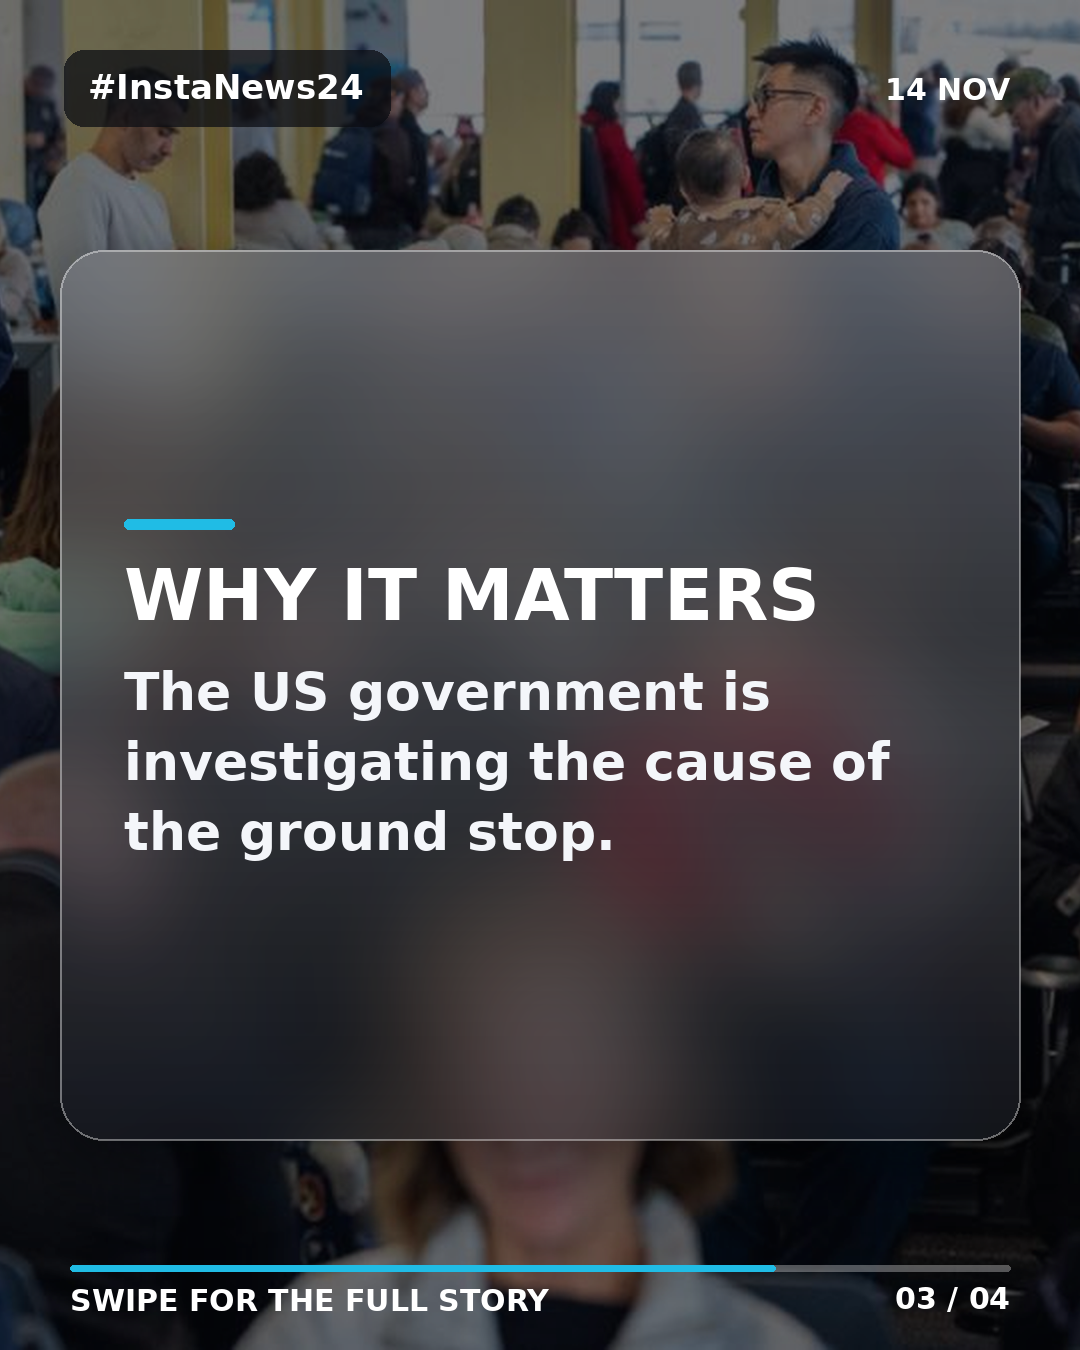 #InstaNews24
14 NOV
WHY IT MATTERS
The US government is
investigating the cause of
the ground stop.
SWIPE FOR THE FULL STORY
03 / 04